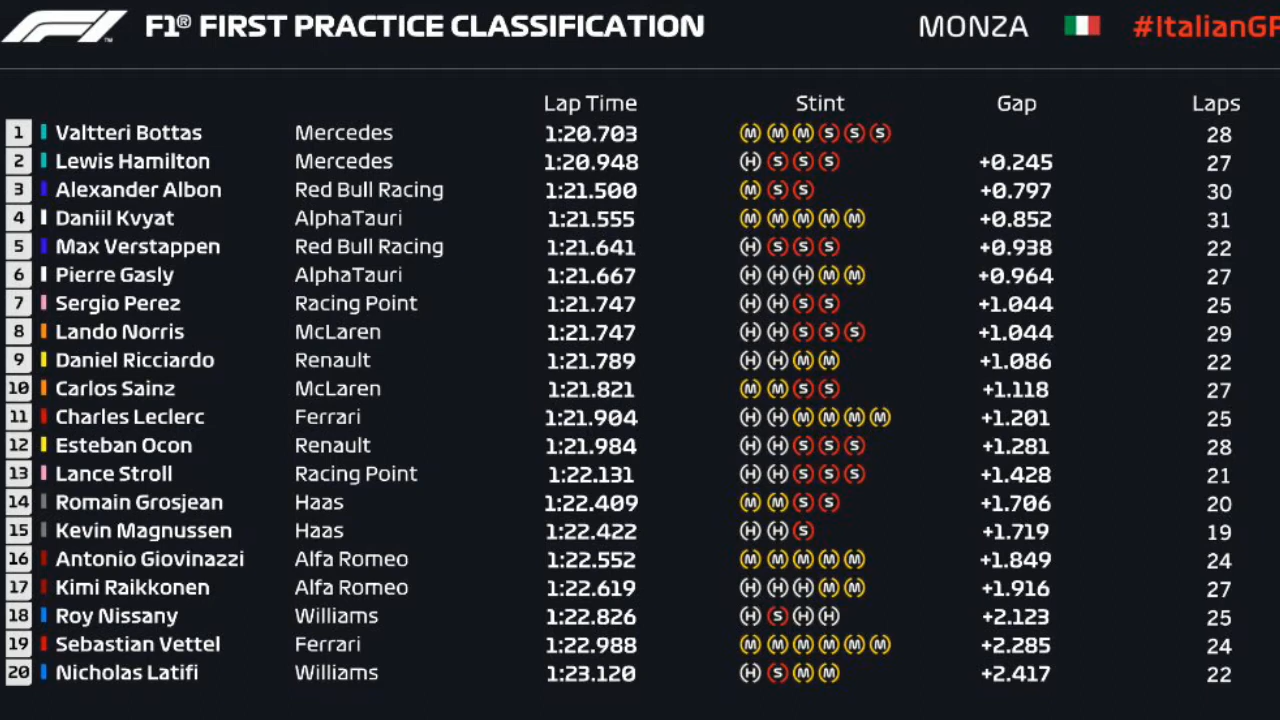 F1® FIRST PRACTICE CLASSIFICATION MONZA #ItalianGP
Lap Time Stint Gap Laps
1 Valtteri Bottas Mercedes 1:20.703 M M M S S S 28
2 Lewis Hamilton Mercedes 1:20.948 H S S S +0.245 27
3 Alexander Albon Red Bull Racing 1:21.500 M S S +0.797 30
4 Daniil Kvyat AlphaTauri 1:21.555 M M M M M +0.852 31
5 Max Verstappen Red Bull Racing 1:21.641 H S S S +0.938 22
6 Pierre Gasly AlphaTauri 1:21.667 H H H M M +0.964 27
7 Sergio Perez Racing Point 1:21.747 H H S S +1.044 25
8 Lando Norris McLaren 1:21.747 H H S S S +1.044 29
9 Daniel Ricciardo Renault 1:21.789 H H M M +1.086 22
10 Carlos Sainz McLaren 1:21.821 M M S S +1.118 27
11 Charles Leclerc Ferrari 1:21.904 H H M M M M +1.201 25
12 Esteban Ocon Renault 1:21.984 H H S S S +1.281 28
13 Lance Stroll Racing Point 1:22.131 H H S S S +1.428 21
14 Romain Grosjean Haas 1:22.409 M M S S +1.706 20
15 Kevin Magnussen Haas 1:22.422 H H S +1.719 19
16 Antonio Giovinazzi Alfa Romeo 1:22.552 M M M M M +1.849 24
17 Kimi Raikkonen Alfa Romeo 1:22.619 H H H M M +1.916 27
18 Roy Nissany Williams 1:22.826 H S H H +2.123 25
19 Sebastian Vettel Ferrari 1:22.988 M M M M M M +2.285 24
20 Nicholas Latifi Williams 1:23.120 H S M M +2.417 22